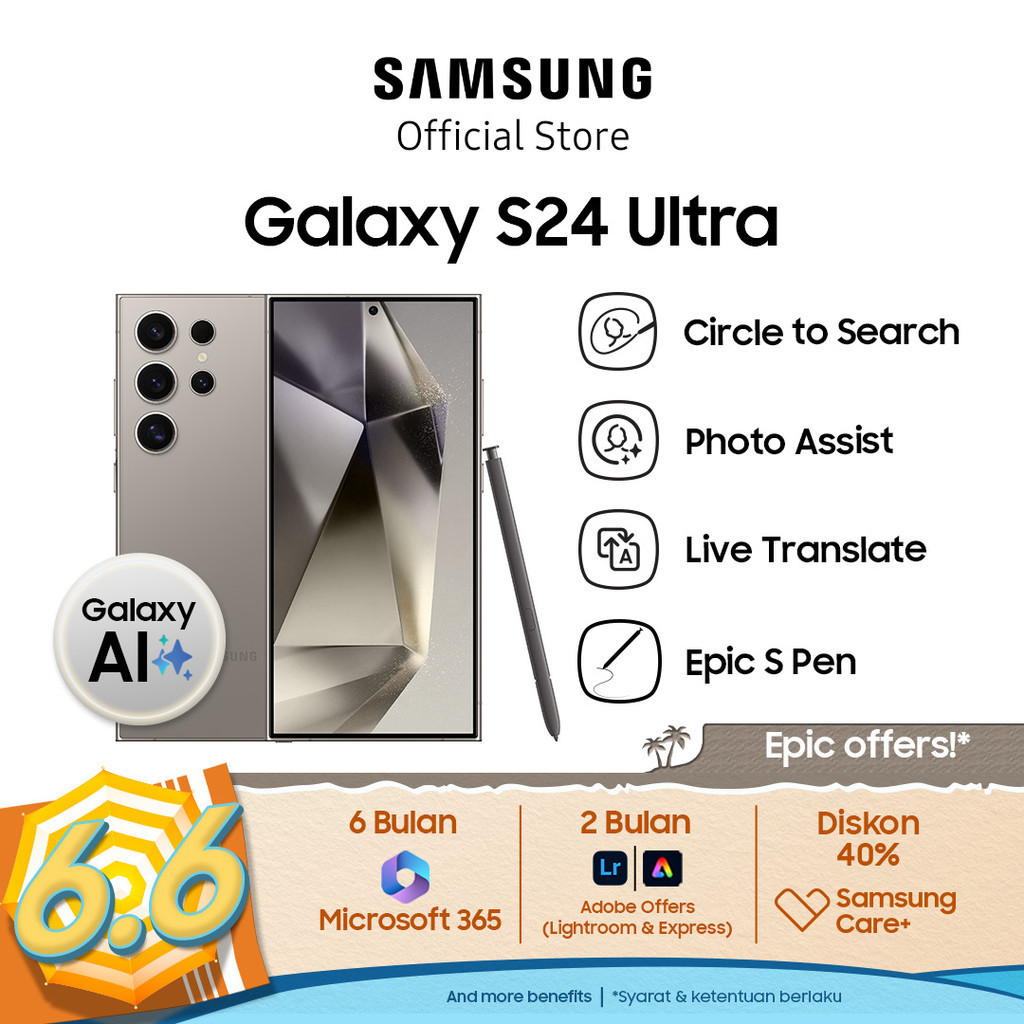 SAMSUNG
Official Store
Galaxy S24 Ultra
Circle to Search
Photo Assist
A
Live Translate
Epic S Pen
Galaxy
AI
Epic offers!*
6.6
6 Bulan
Microsoft 365
2 Bulan
Lr
Adobe Offers
(Lightroom & Express)
Diskon
40%
Samsung
Care+
And more benefits | *Syarat & ketentuan berlaku